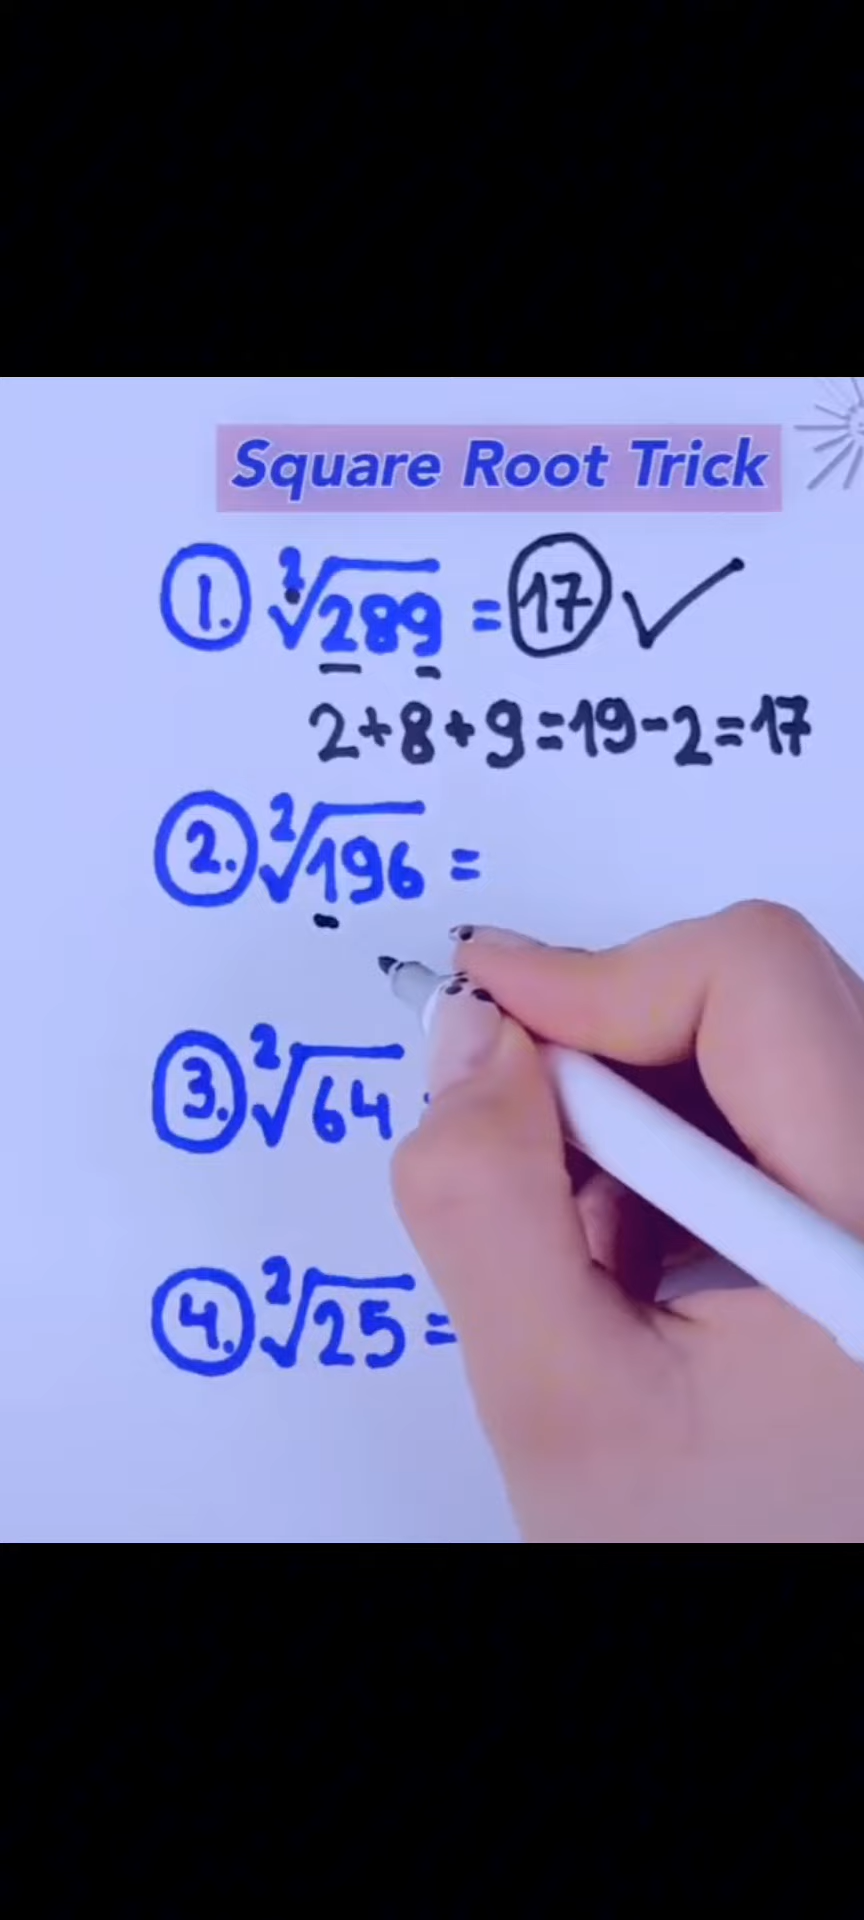 Square Root Trick
1. ²√289 = 17 ✓
2+8+9=19-2=17
2. ²√196 =
3. ²√64
4. ²√25 =